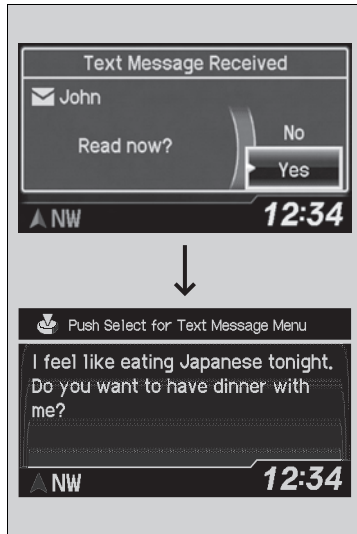 Text Message Received
John
Read now?
No
Yes
NW
12:34
Push Select for Text Message Menu
I feel like eating Japanese tonight.
Do you want to have dinner with
me?
NW
12:34